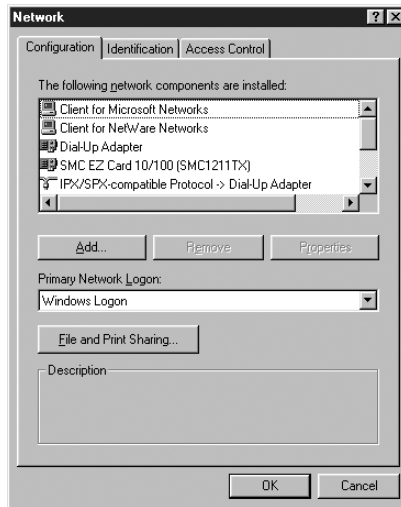 Network
Configuration Identification Access Control
The following network components are installed:
Client for Microsoft Networks
Client for NetWare Networks
Dial-Up Adapter
SMC EZ Card 10/100 (SMC1211TX)
IPX/SPX-compatible Protocol -> Dial-Up Adapter
Add... Remove Properties
Primary Network Logon:
Windows Logon
File and Print Sharing...
Description
OK Cancel